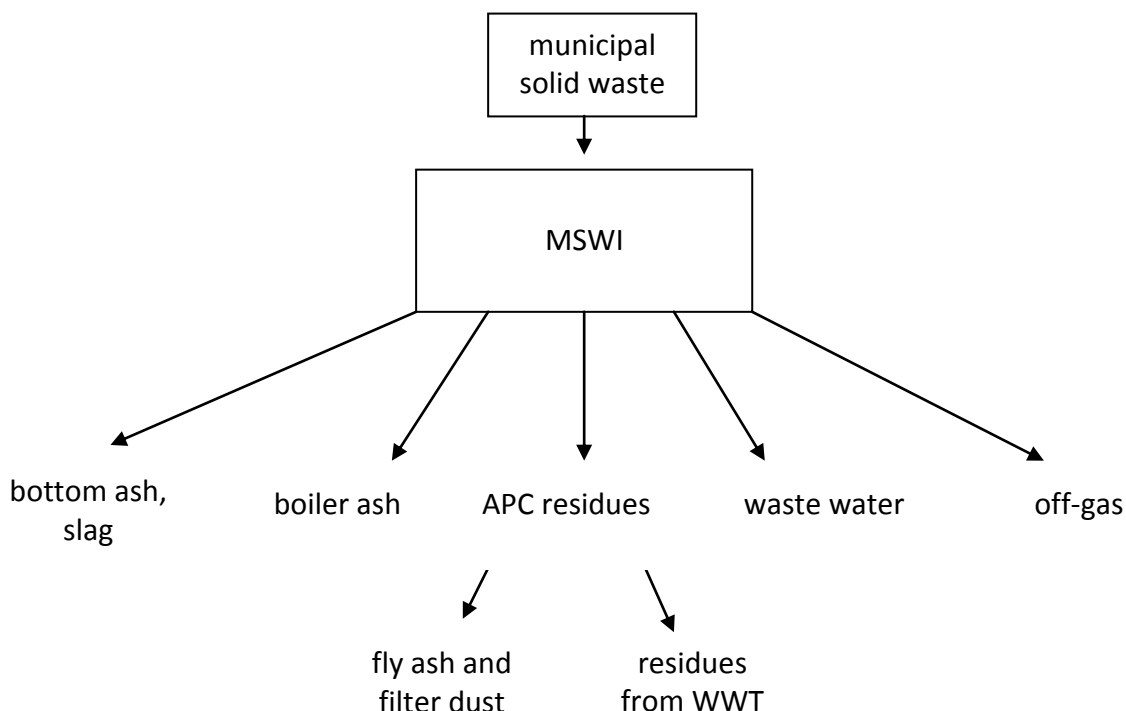 municipal
solid waste
MSWI
bottom ash,
slag
boiler ash
APC residues
waste water
off-gas
fly ash and
filter dust
residues
from WWT